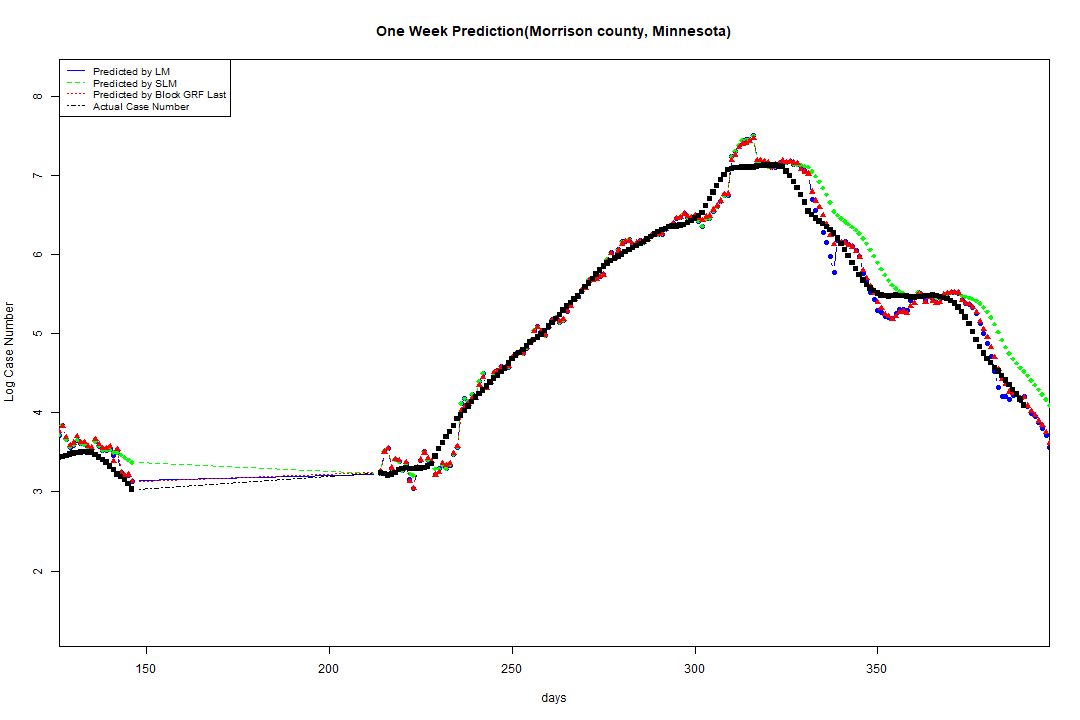 One Week Prediction(Morrison county, Minnesota)
Predicted by LM
Predicted by SLM
Predicted by Block GRF Last
Actual Case Number
Log Case Number
8
7
6
5
4
3
2
150 200 250 300 350
days